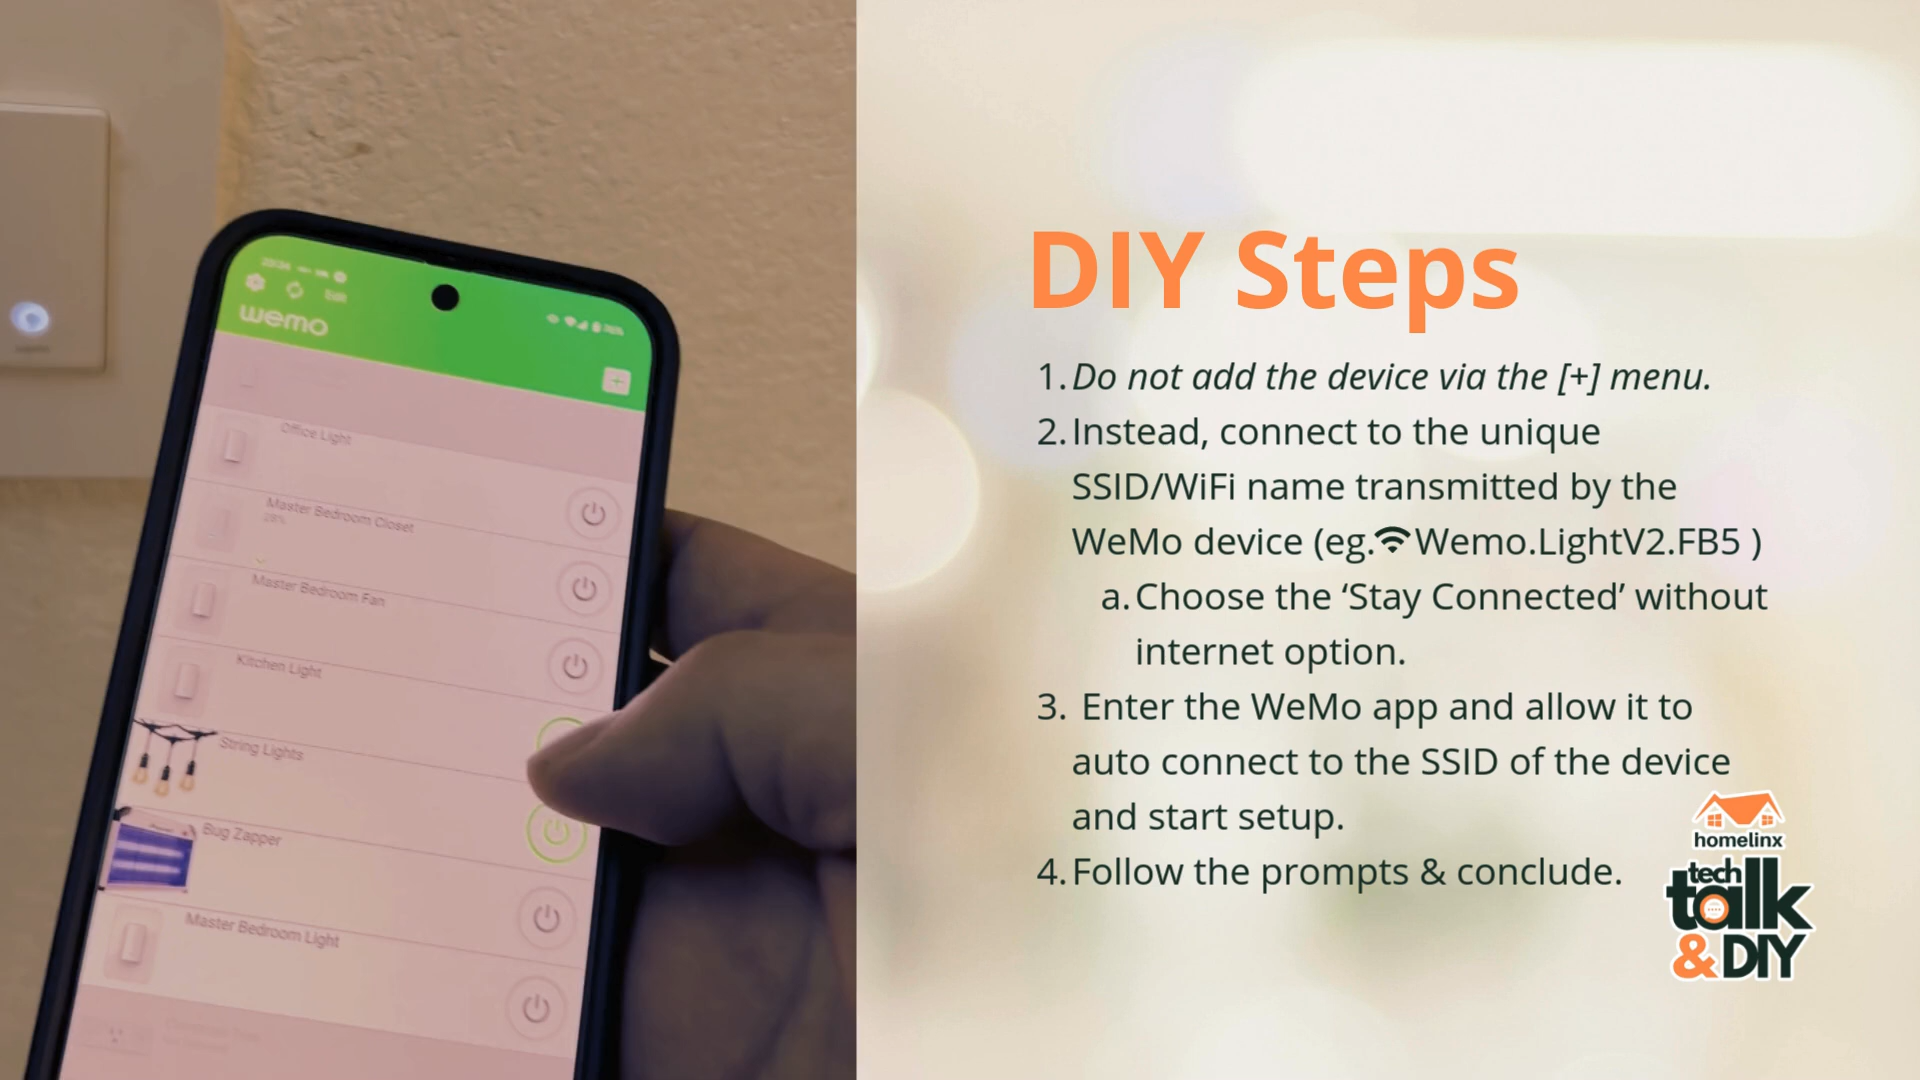 Edit
wemo
Office Light
Master Bedroom Closet
28%
Master Bedroom Fan
Kitchen Light
String Lights
Bug Zapper
Master Bedroom Light
DIY Steps
1. Do not add the device via the [+] menu.
2. Instead, connect to the unique
SSID/WiFi name transmitted by the
WeMo device (eg. Wemo.LightV2.FB5 )
a. Choose the ‘Stay Connected’ without
internet option.
3. Enter the WeMo app and allow it to
auto connect to the SSID of the device
and start setup.
4. Follow the prompts & conclude.
homelinx
tech
talk
& DIY